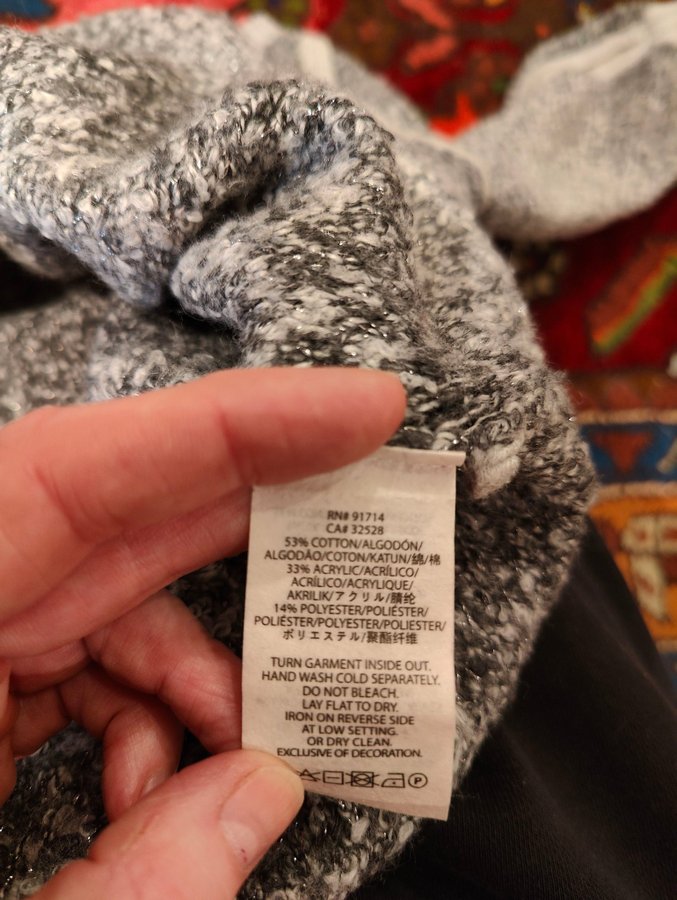 RN# 91714
CA# 32528
53% COTTON/ALGODÓN/
ALGODÃO/COTON/KATUN/綿/棉
33% ACRYLIC/ACRÍLICO/
ACRÍLICO/ACRYLIQUE/
AKRILIK/アクリル/腈纶
14% POLYESTER/POLIÉSTER/
POLIÉSTER/POLYESTER/POLIESTER/
ポリエステル/聚酯纤维
TURN GARMENT INSIDE OUT.
HAND WASH COLD SEPARATELY.
DO NOT BLEACH.
LAY FLAT TO DRY.
IRON ON REVERSE SIDE
AT LOW SETTING.
OR DRY CLEAN.
EXCLUSIVE OF DECORATION.
P